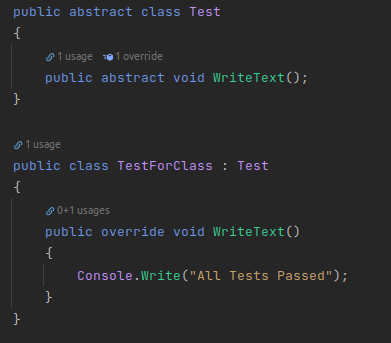 public abstract class Test
{
1 usage 1 override
public abstract void WriteText();
}
1 usage
public class TestForClass : Test
{
0+1 usages
public override void WriteText()
{
Console.Write("All Tests Passed");
}
}